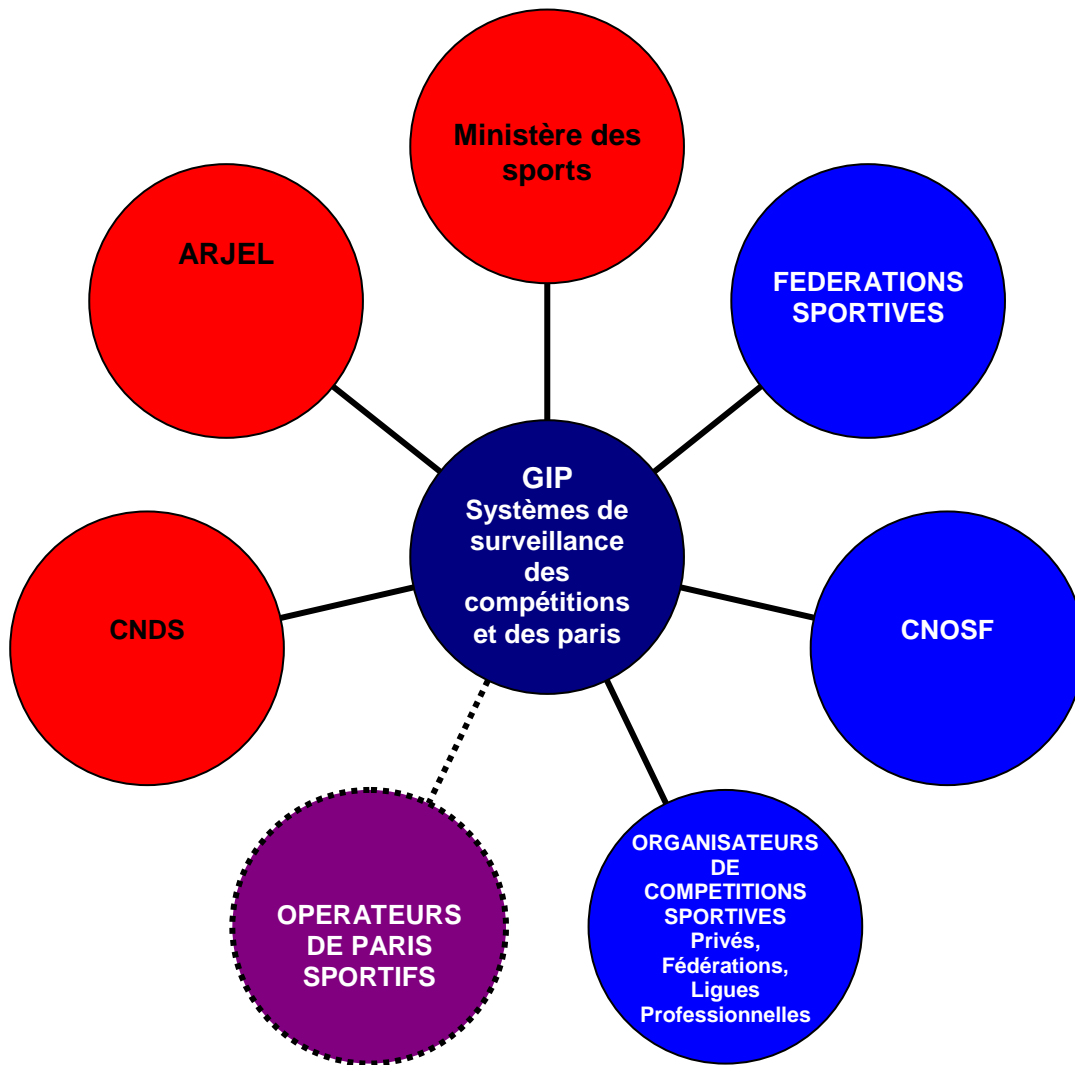 Ministère des
sports
ARJEL
FEDERATIONS
SPORTIVES
GIP
Systèmes de
surveillance
des
compétitions
et des paris
CNDS
CNOSF
OPERATEURS
DE PARIS
SPORTIFS
ORGANISATEURS
DE
COMPETITIONS
SPORTIVES
Privés,
Fédérations,
Ligues
Professionnelles